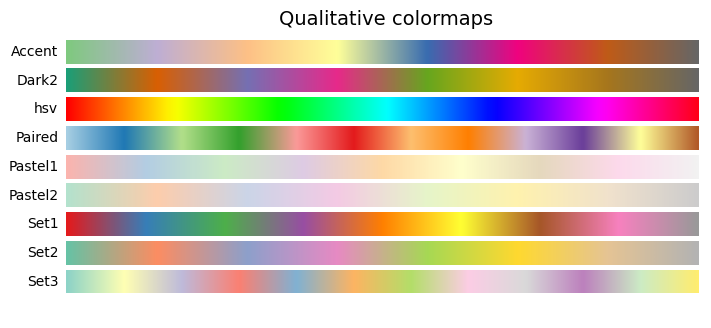 Qualitative colormaps
Accent
Dark2
hsv
Paired
Pastel1
Pastel2
Set1
Set2
Set3